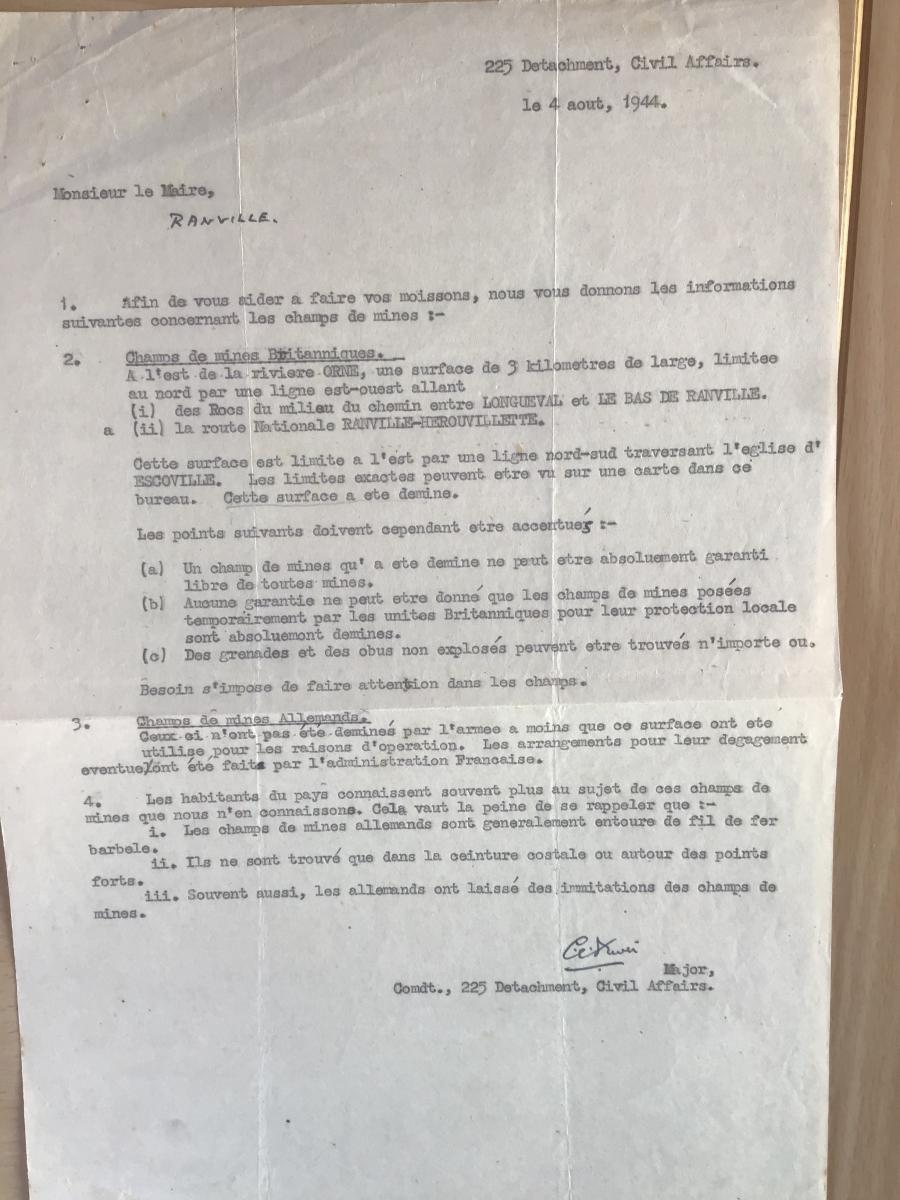 225 Detachment, Civil Affairs.
le 4 aout, 1944.
Monsieur le Maire,
RANVILLE.
1. Afin de vous aider a faire vos moissons, nous vous donnons les informations
suivantes concernant les champs de mines :-
2. Champs de mines Britanniques.
A l'est de la riviere ORNE, une surface de 3 kilometres de large, limitee
au nord par une ligne est-ouest allant
(i) des Rocs du milieu du chemin entre LONGUEVAL et LE BAS DE RANVILLE.
a (ii) la route Nationale RANVILLE-HEROUVILLETTE.
Cette surface est limite a l'est par une ligne nord-sud traversant l'eglise d'
ESCOVILLE. Les limites exactes peuvent etre vu sur une carte dans ce
bureau. Cette surface a ete demine.
Les points suivants doivent cependant etre accentués :-
(a) Un champ de mines qu' a ete demine ne peut etre absoluement garanti
libre de toutes mines.
(b) Aucune garantie ne peut etre donné que les champs de mines posées
temporairement par les unites Britanniques pour leur protection locale
sont absoluemont demines.
(c) Des grenades et des obus non explosés peuvent etre trouvés n'importe ou.
Besoin s'impose de faire attention dans les champs.
3. Champs de mines Allemands.
Ceux ci n'ont pas été deminés par l'armee a moins que ce surface ont ete
utilise pour les raisons d'operation. Les arrangements pour leur degagement
eventuel ont été faits par l'administration Francaise.
4. Les habitants du pays connaissent souvent plus au sujet de ces champs de
mines que nous n'en connaissons. Cela vaut la peine de se rappeler que :-
i. Les champs de mines allemands sont generalement entoure de fil de fer
barbele.
ii. Ils ne sont trouvé que dans la ceinture costale ou autour des points
forts.
iii. Souvent aussi, les allemands ont laissé des immitations des champs de
mines.
Major,
Comdt., 225 Detachment, Civil Affairs.